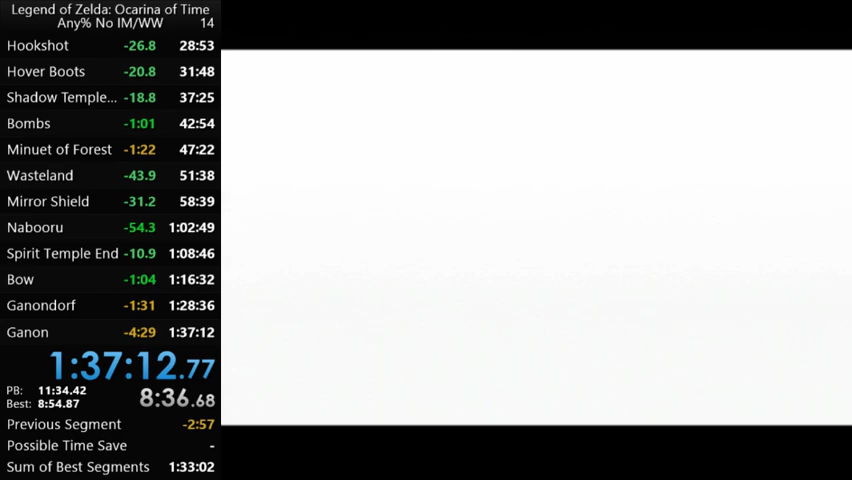 Legend of Zelda: Ocarina of Time
Any% No IM/WW 14
Hookshot -26.8 28:53
Hover Boots -20.8 31:48
Shadow Temple... -18.8 37:25
Bombs -1:01 42:54
Minuet of Forest -1:22 47:22
Wasteland -43.9 51:38
Mirror Shield -31.2 58:39
Nabooru -54.3 1:02:49
Spirit Temple End -10.9 1:08:46
Bow -1:04 1:16:32
Ganondorf -1:31 1:28:36
Ganon -4:29 1:37:12
1:37:12.77
PB: 11:34.42
Best: 8:54.87
8:36.68
Previous Segment -2:57
Possible Time Save -
Sum of Best Segments 1:33:02